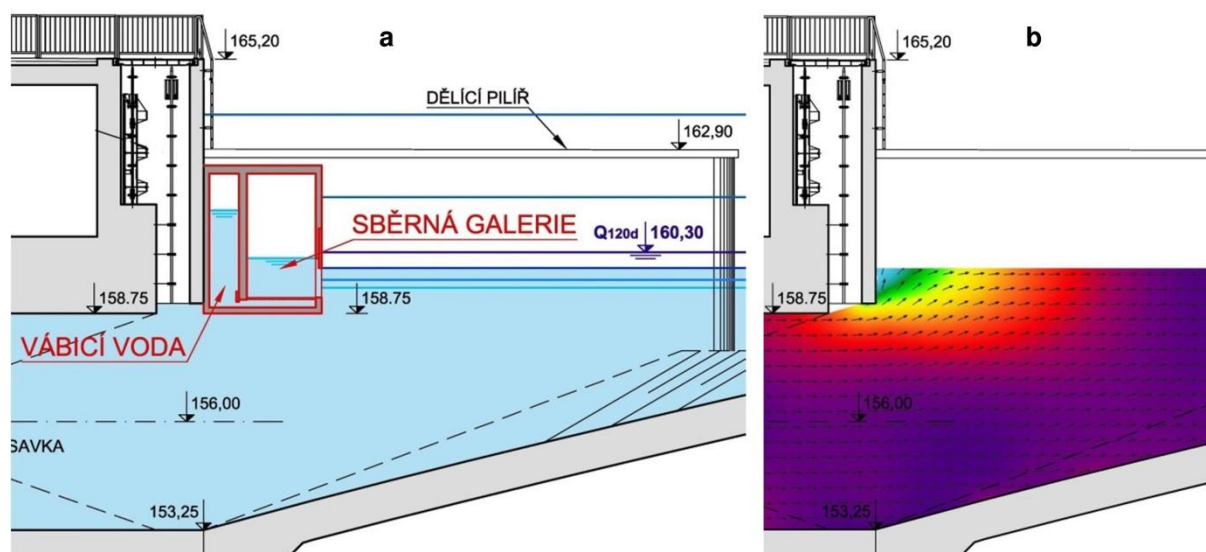 a
165,20
DĚLÍCÍ PILÍŘ
162,90
SBĚRNÁ GALERIE
Q120d 160,30
158.75
158.75
VÁBICÍ VODA
156,00
SAVKA
153,25
b
165,20
158.75
156,00
153,25